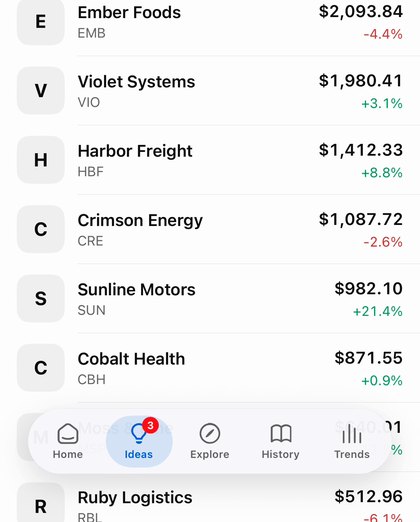 E
Ember Foods
$2,093.84
EMB
-4.4%
V
Violet Systems
$1,980.41
VIO
+3.1%
H
Harbor Freight
$1,412.33
HBF
+8.8%
C
Crimson Energy
$1,087.72
CRE
-2.6%
S
Sunline Motors
$982.10
SUN
+21.4%
C
Cobalt Health
$871.55
CBH
+0.9%
M
Moss
3
Home
Ideas
Explore
History
Trends
R
Ruby Logistics
$512.96
RBL
-6.1%